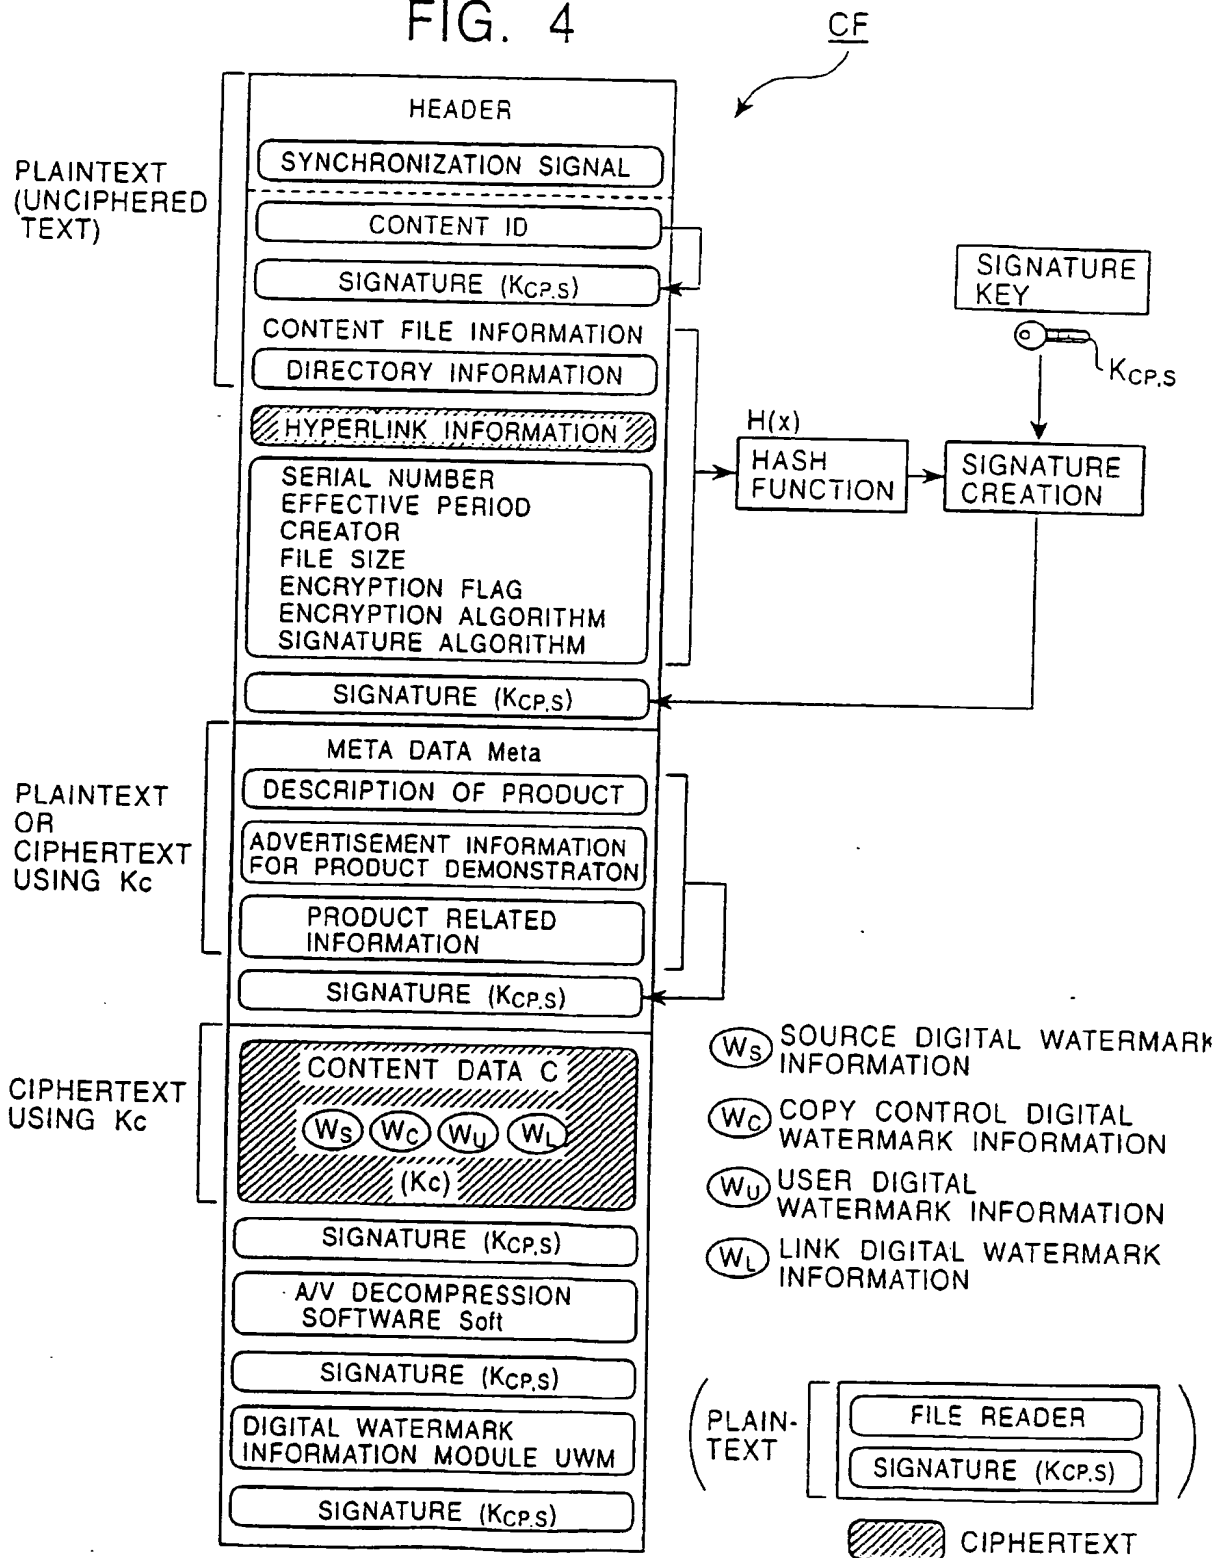 FIG. 4
CF
HEADER
SYNCHRONIZATION SIGNAL
PLAINTEXT
(UNCIPHERED
TEXT)
CONTENT ID
SIGNATURE (KCP,S)
CONTENT FILE INFORMATION
DIRECTORY INFORMATION
HYPERLINK INFORMATION
SERIAL NUMBER
EFFECTIVE PERIOD
CREATOR
FILE SIZE
ENCRYPTION FLAG
ENCRYPTION ALGORITHM
SIGNATURE ALGORITHM
SIGNATURE (KCP,S)
SIGNATURE
KEY
KCP,S
H(x)
HASH
FUNCTION
SIGNATURE
CREATION
PLAINTEXT
OR
CIPHERTEXT
USING Kc
META DATA Meta
DESCRIPTION OF PRODUCT
ADVERTISEMENT INFORMATION
FOR PRODUCT DEMONSTRATON
PRODUCT RELATED
INFORMATION
SIGNATURE (KCP,S)
CIPHERTEXT
USING Kc
CONTENT DATA C
WS WC WU WL
(Kc)
SIGNATURE (KCP,S)
A/V DECOMPRESSION
SOFTWARE Soft
SIGNATURE (KCP,S)
DIGITAL WATERMARK
INFORMATION MODULE UWM
SIGNATURE (KCP,S)
WS SOURCE DIGITAL WATERMARK
INFORMATION
WC COPY CONTROL DIGITAL
WATERMARK INFORMATION
WU USER DIGITAL
WATERMARK INFORMATION
WL LINK DIGITAL WATERMARK
INFORMATION
PLAIN-
TEXT
FILE READER
SIGNATURE (KCP,S)
CIPHERTEXT